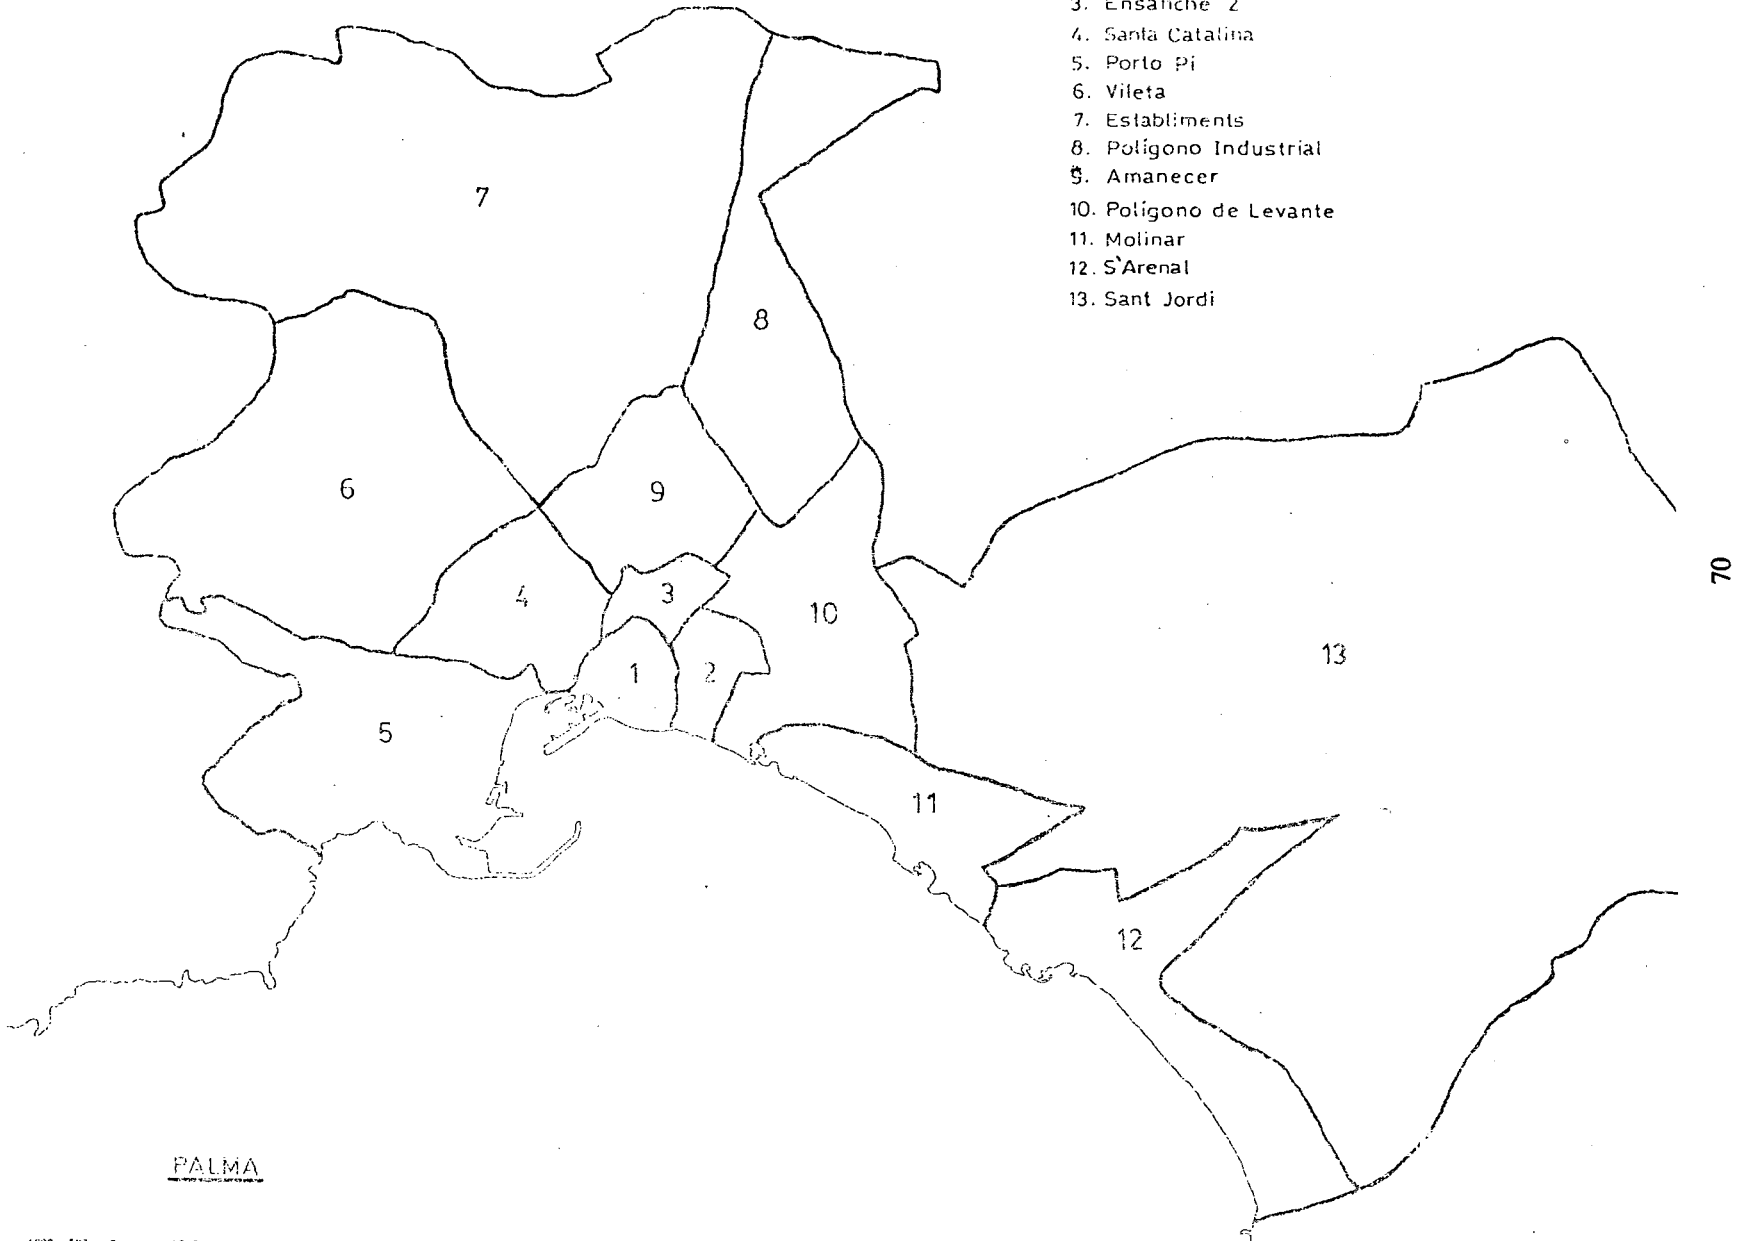 3. Ensanche 2
4. Santa Catalina
5. Porto Pi
6. Vileta
7. Establiments
8. Polígono Industrial
9. Amanecer
10. Polígono de Levante
11. Molinar
12. S'Arenal
13. Sant Jordi
7
8
6
9
4
3
10
13
1
2
5
11
12
70
PALMA